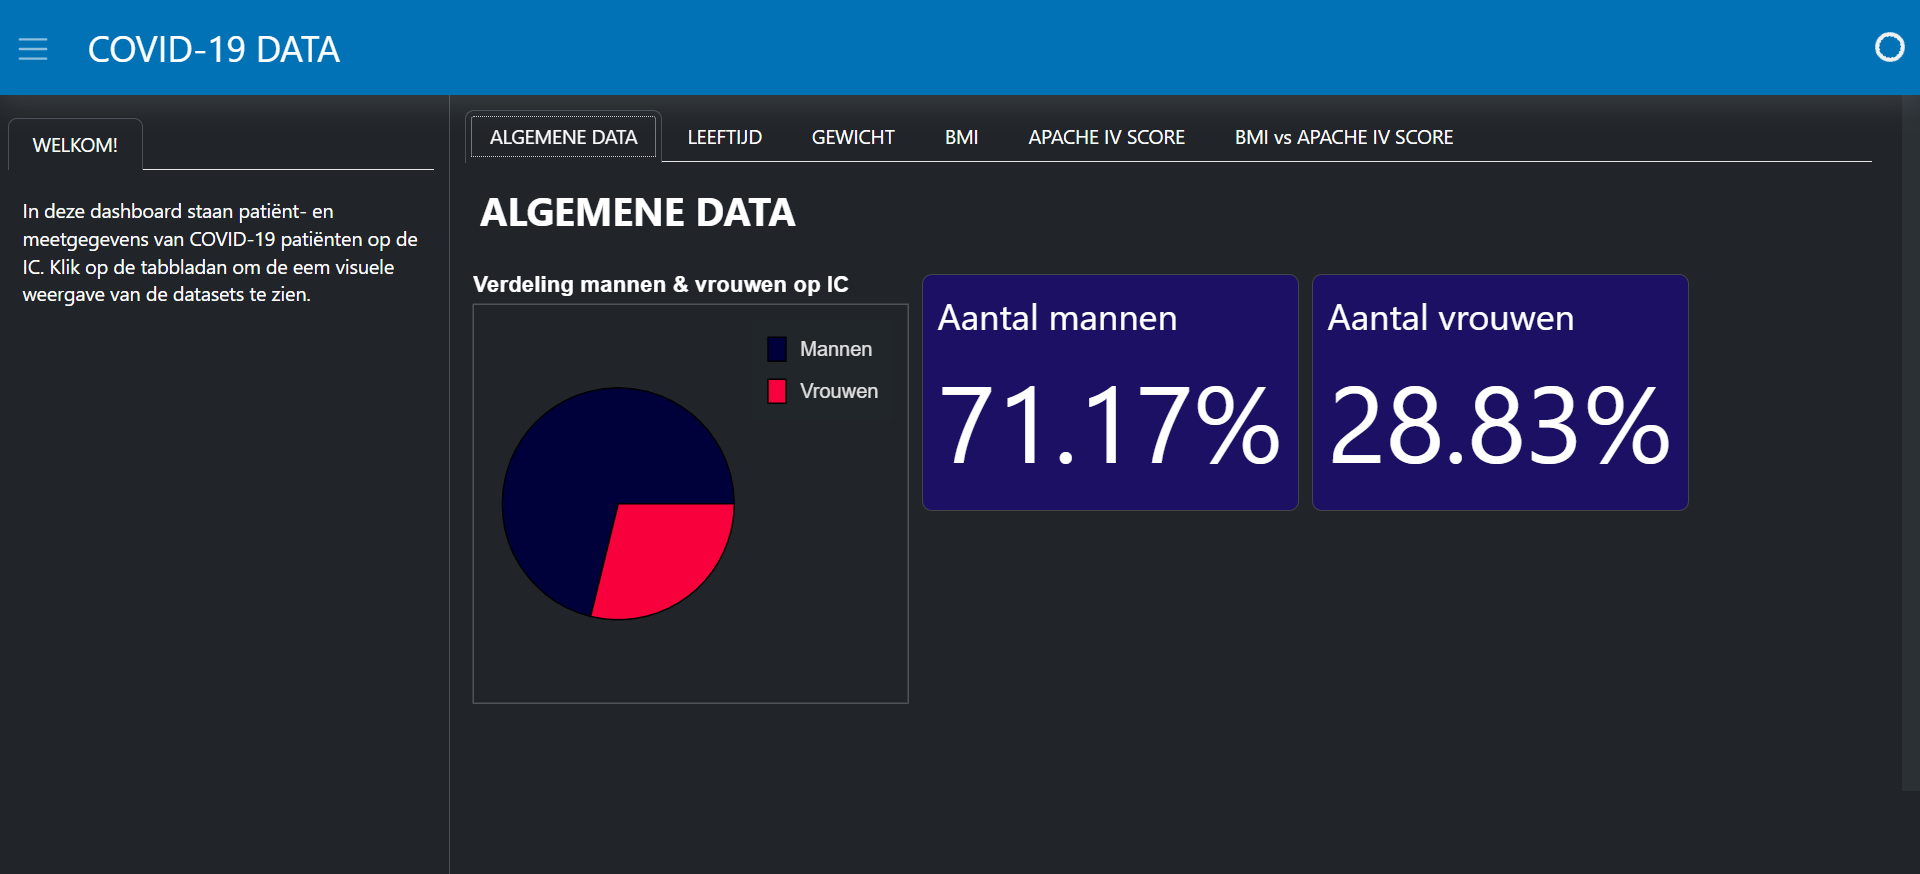 COVID-19 DATA
WELKOM!
In deze dashboard staan patiënt- en
meetgegevens van COVID-19 patiënten op de
IC. Klik op de tabbladan om de eem visuele
weergave van de datasets te zien.
ALGEMENE DATA LEEFTIJD GEWICHT BMI APACHE IV SCORE BMI vs APACHE IV SCORE
ALGEMENE DATA
Verdeling mannen & vrouwen op IC
Mannen
Vrouwen
Aantal mannen
71.17%
Aantal vrouwen
28.83%